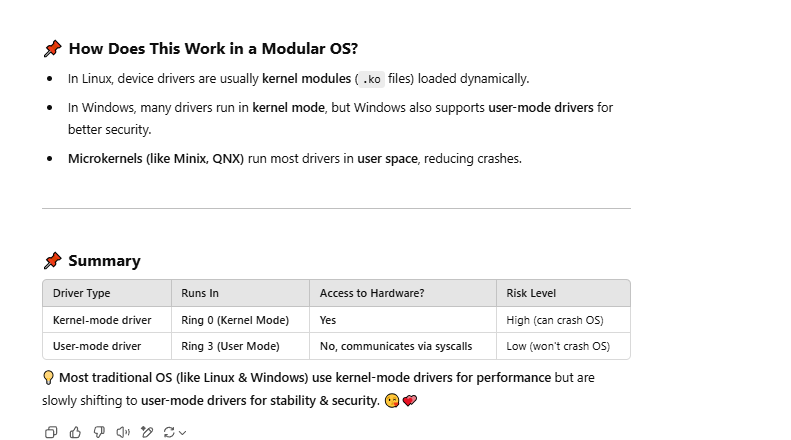 📌 How Does This Work in a Modular OS?
• In Linux, device drivers are usually kernel modules ( .ko files) loaded dynamically.
• In Windows, many drivers run in kernel mode, but Windows also supports user-mode drivers for
better security.
• Microkernels (like Minix, QNX) run most drivers in user space, reducing crashes.
📌 Summary
Driver Type Runs In Access to Hardware? Risk Level
Kernel-mode driver Ring 0 (Kernel Mode) Yes High (can crash OS)
User-mode driver Ring 3 (User Mode) No, communicates via syscalls Low (won't crash OS)
💡 Most traditional OS (like Linux & Windows) use kernel-mode drivers for performance but are
slowly shifting to user-mode drivers for stability & security. 😘💕